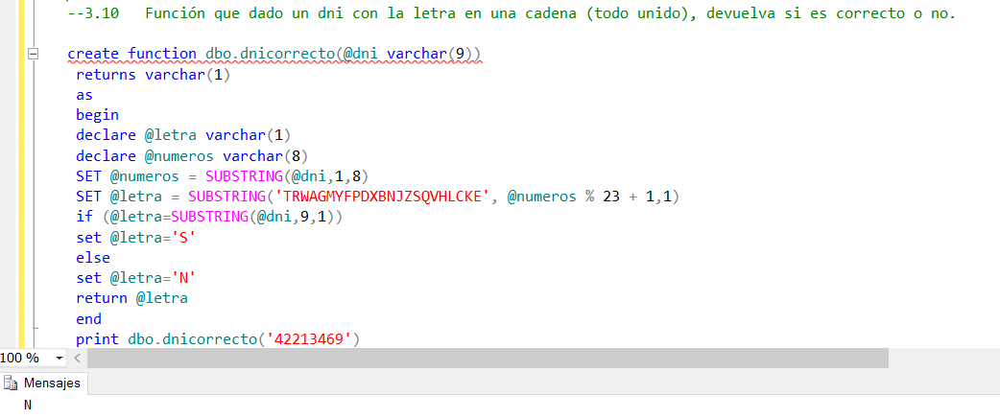 --3.10 Función que dado un dni con la letra en una cadena (todo unido), devuelva si es correcto o no.
create function dbo.dnicorrecto(@dni varchar(9))
returns varchar(1)
as
begin
declare @letra varchar(1)
declare @numeros varchar(8)
SET @numeros = SUBSTRING(@dni,1,8)
SET @letra = SUBSTRING('TRWAGMYFPDXBNJZSQVHLCKE', @numeros % 23 + 1,1)
if (@letra=SUBSTRING(@dni,9,1))
set @letra='S'
else
set @letra='N'
return @letra
end
print dbo.dnicorrecto('42213469')
100 %
Mensajes
N